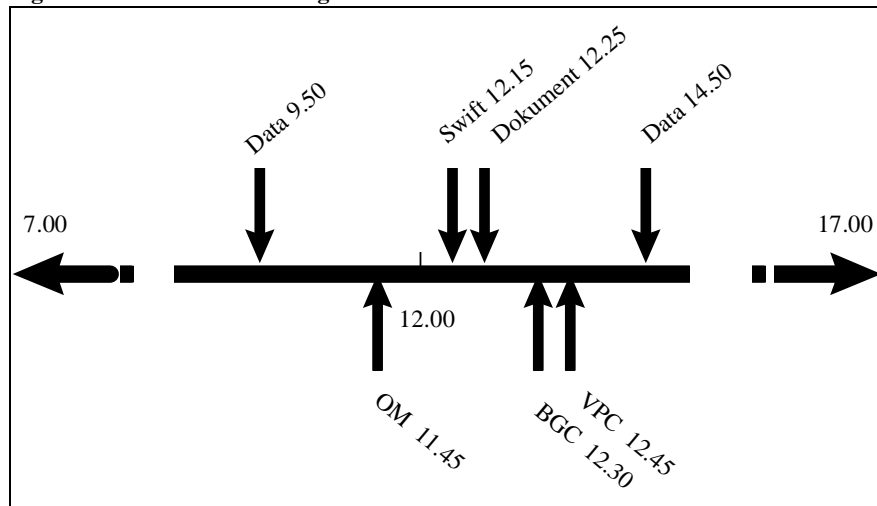 Data 9.50
Swift 12.15
Dokument 12.25
Data 14.50
7.00
17.00
12.00
OM 11.45
BGC 12.30
VPC 12.45